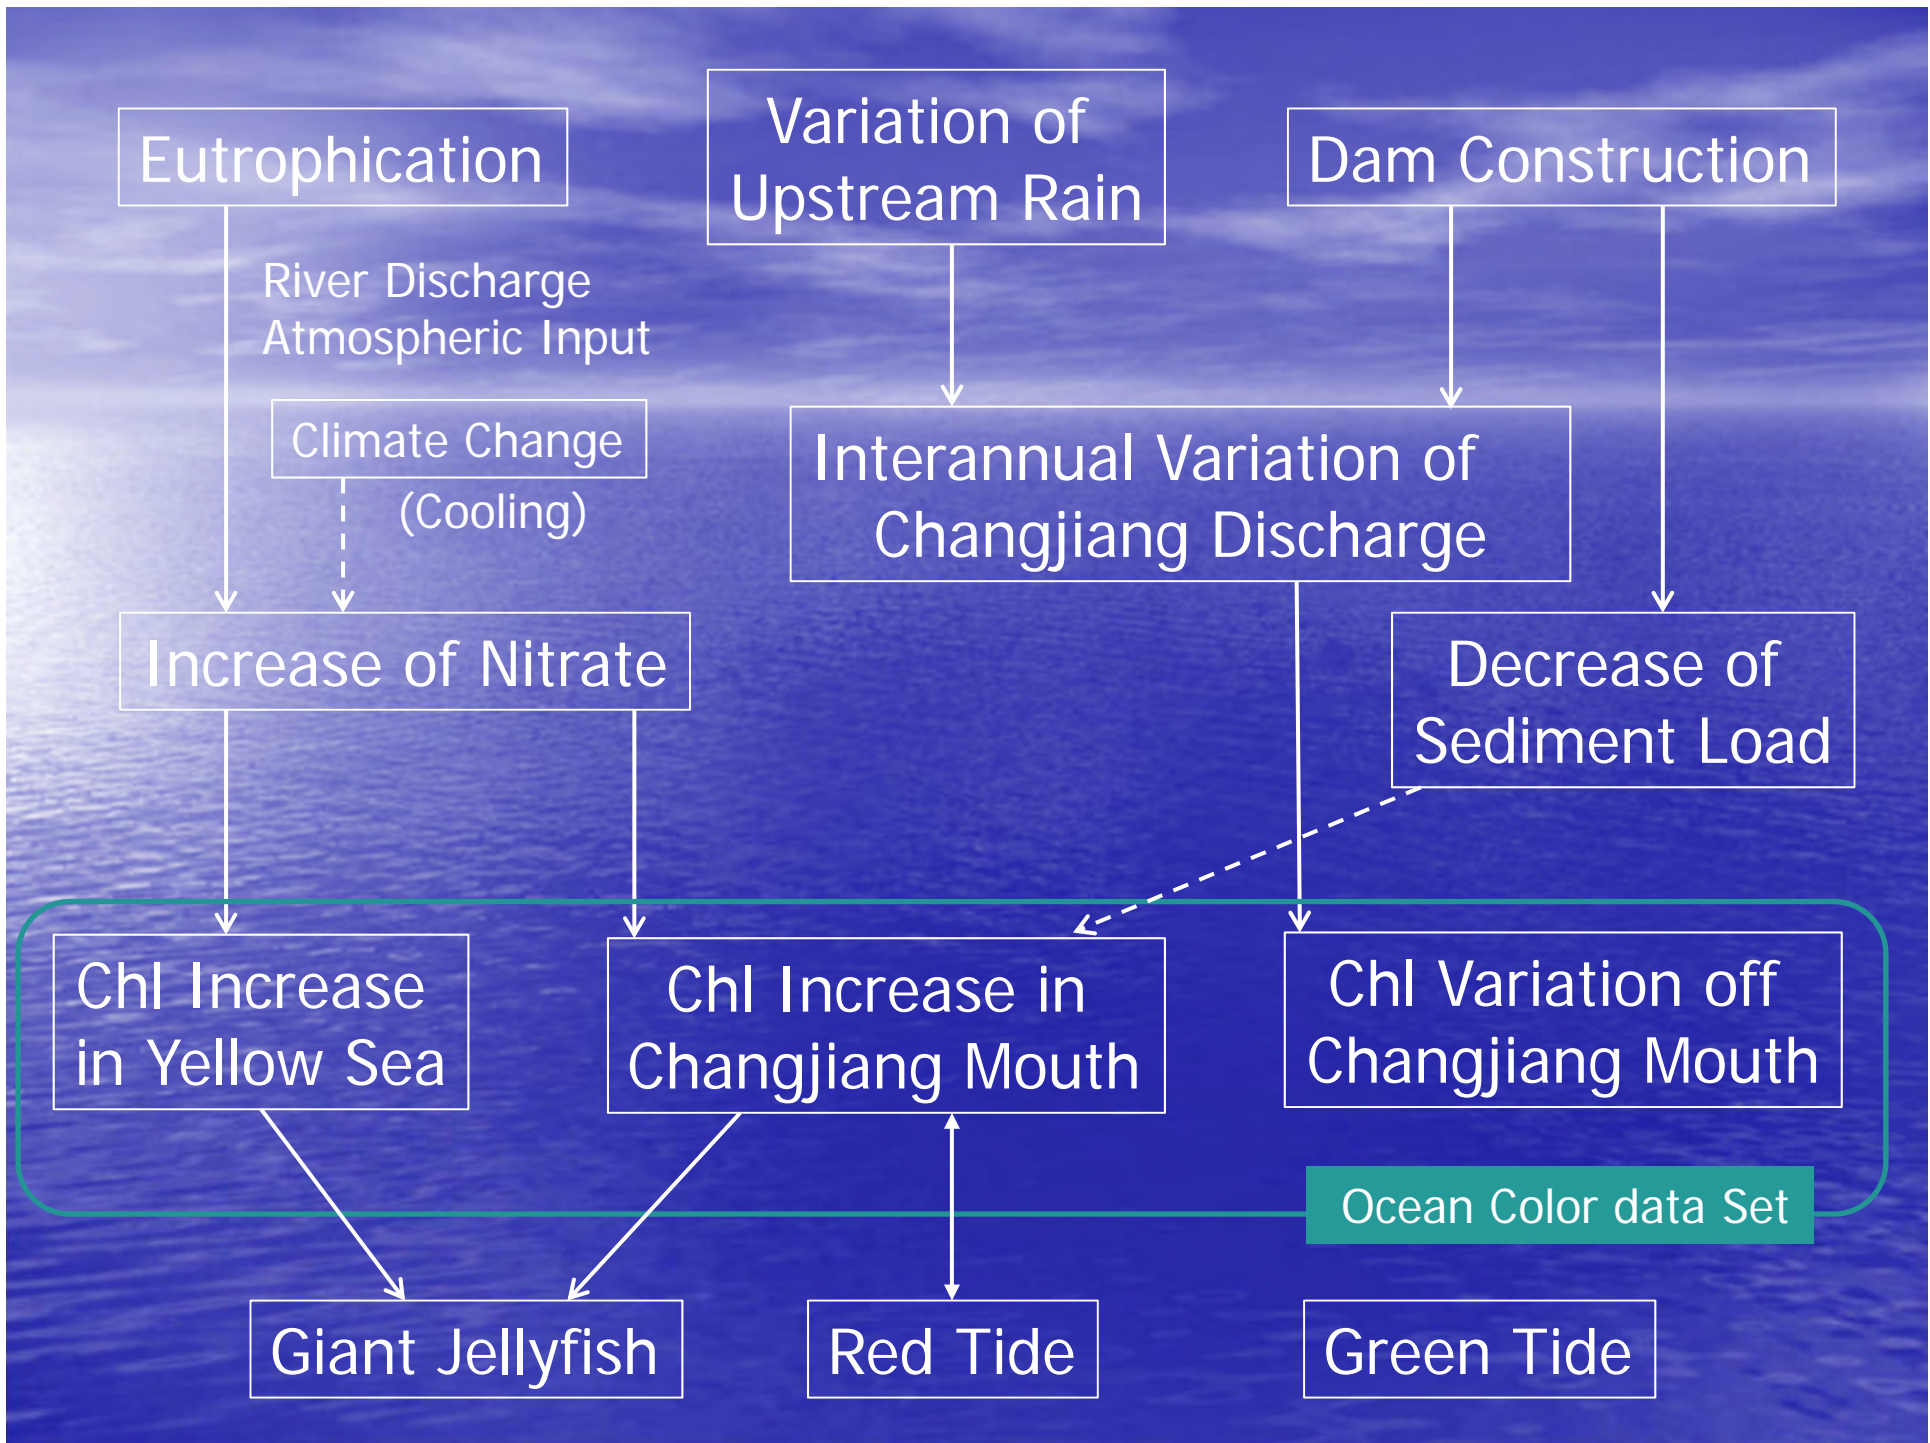 Eutrophication
Variation of
Upstream Rain
Dam Construction
River Discharge
Atmospheric Input
Climate Change
(Cooling)
Interannual Variation of
Changjiang Discharge
Increase of Nitrate
Decrease of
Sediment Load
Chl Increase
in Yellow Sea
Chl Increase in
Changjiang Mouth
Chl Variation off
Changjiang Mouth
Ocean Color data Set
Giant Jellyfish
Red Tide
Green Tide